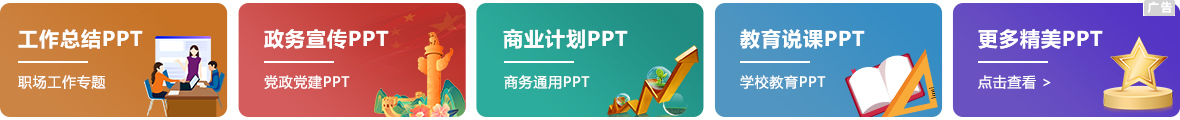 广告
工作总结PPT
职场工作专题
政务宣传PPT
党政党建PPT
商业计划PPT
商务通用PPT
教育说课PPT
学校教育PPT
更多精美PPT
点击查看 >